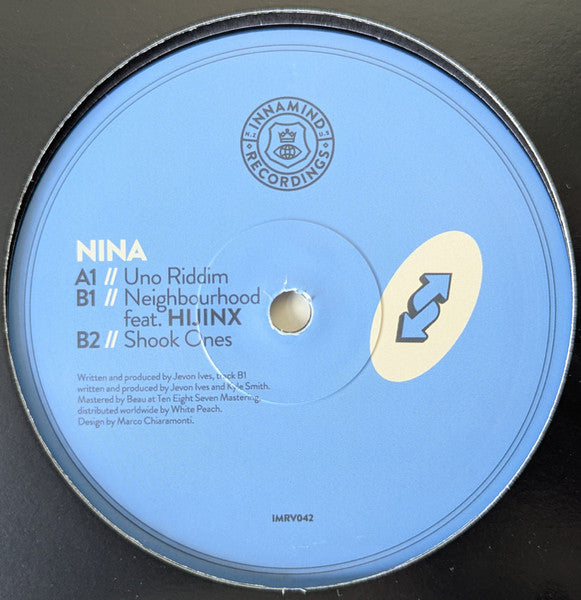 INNAMIND
RECORDINGS
NINA
A1 // Uno Riddim
B1 // Neighbourhood
feat. HIJINX
B2 // Shook Ones
Written and produced by Jevon Ives, track B1
written and produced by Jevon Ives and Kyle Smith.
Mastered by Beau at Ten Eight Seven Mastering,
distributed worldwide by White Peach.
Design by Marco Chiaramonti.
IMRV042